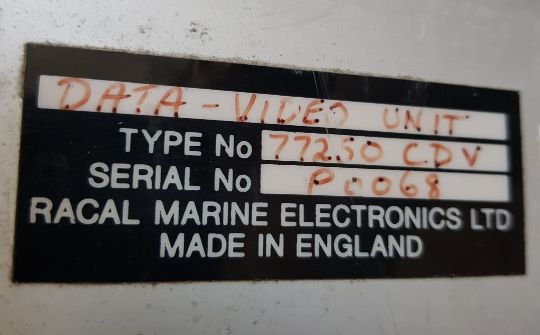 DATA-VIDEO UNIT
TYPE No 77250 CDV
SERIAL No P0068
RACAL MARINE ELECTRONICS LTD
MADE IN ENGLAND